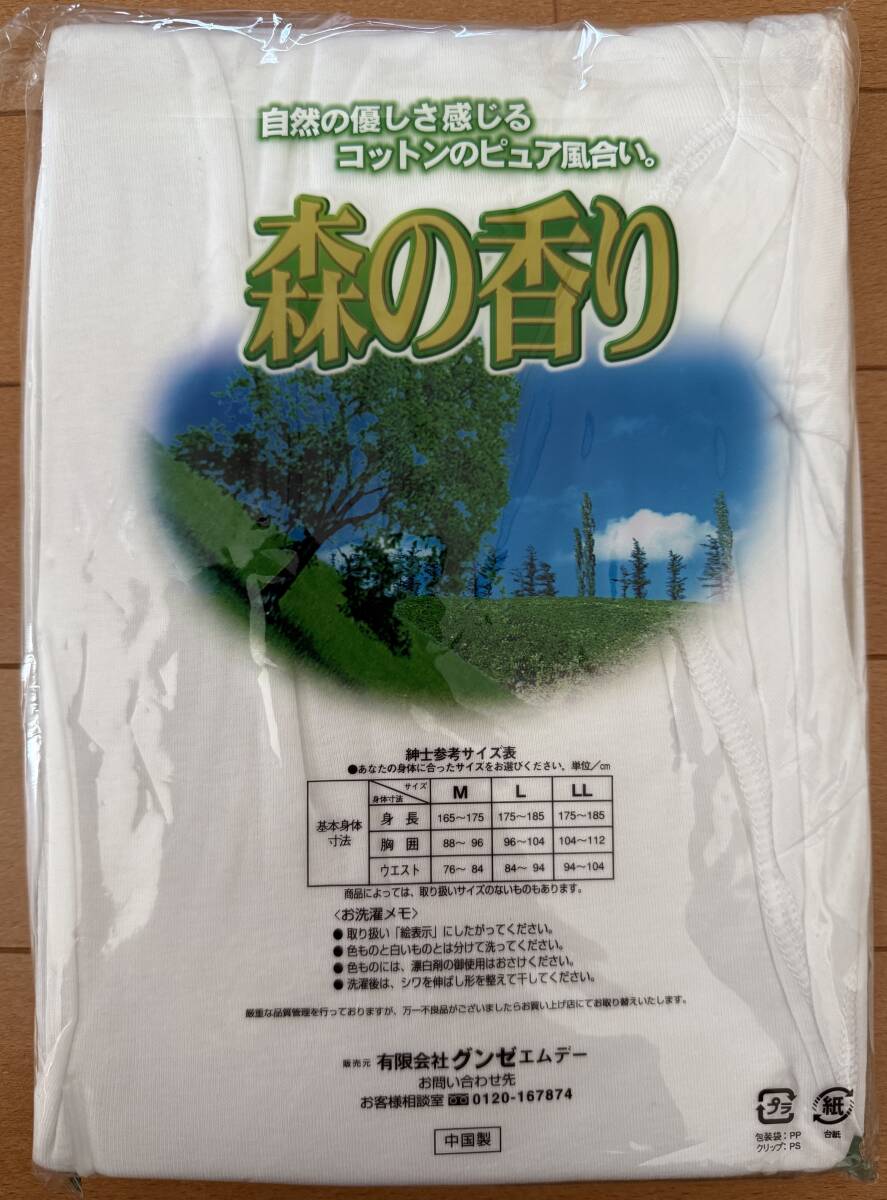 自然の優しさ感じる
コットンのピュア風合い。
森の香り
紳士参考サイズ表
●あなたの身体に合ったサイズをお選びください。単位/cm
サイズ
身体寸法
M L LL
基本身体寸法
身長 165〜175 175〜185 175〜185
胸囲 88〜 96 96〜104 104〜112
ウエスト 76〜 84 84〜 94 94〜104
商品によっては、取り扱いサイズのないものもあります。
〈お洗濯メモ〉
●取り扱い「絵表示」にしたがってください。
●色ものと白いものとは分けて洗ってください。
●色ものには、漂白剤の御使用はおさけください。
●洗濯後は、シワを伸ばし形を整えて干してください。
厳重な品質管理を行っておりますが、万一不良品がございましたらお買い上げ店にてお取り替えいたします。
販売元 有限会社グンゼエムデー
お問い合わせ先
お客様相談室 0120-167874
中国製
プラ
包装袋:PP
クリップ:PS
紙
台紙